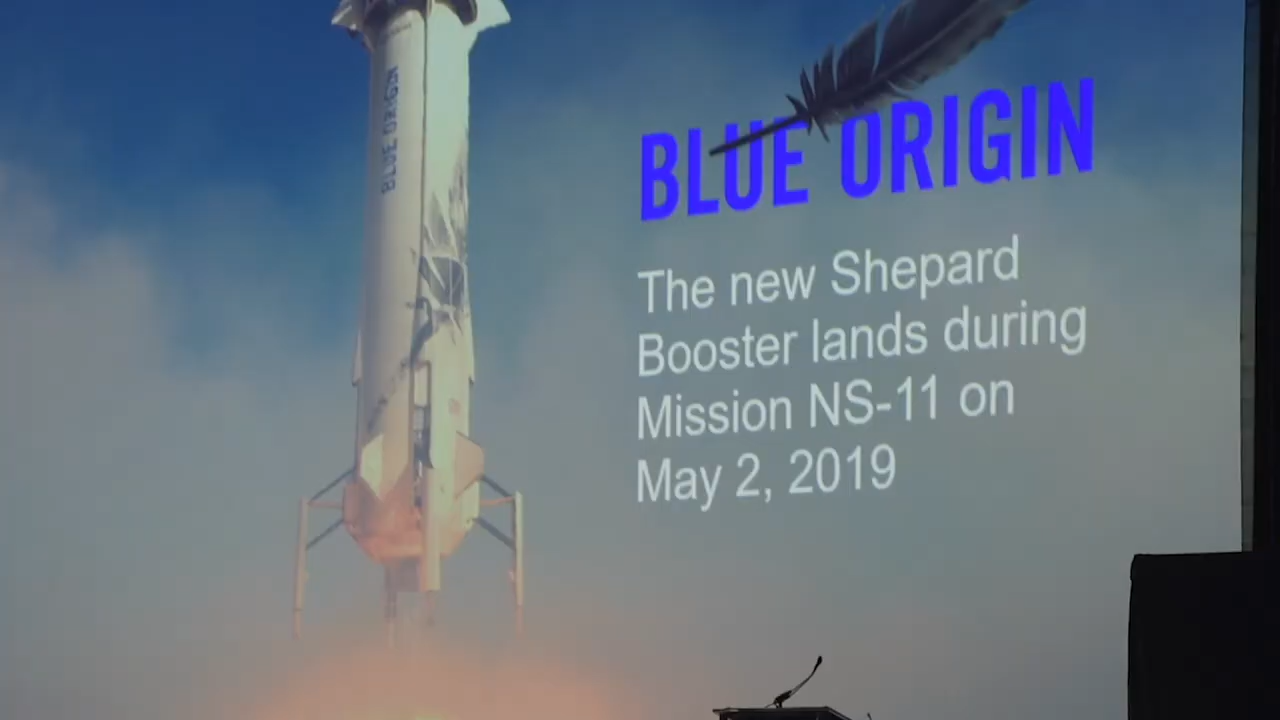 BLUE ORIGIN
BLUE ORIGIN
The new Shepard
Booster lands during
Mission NS-11 on
May 2, 2019